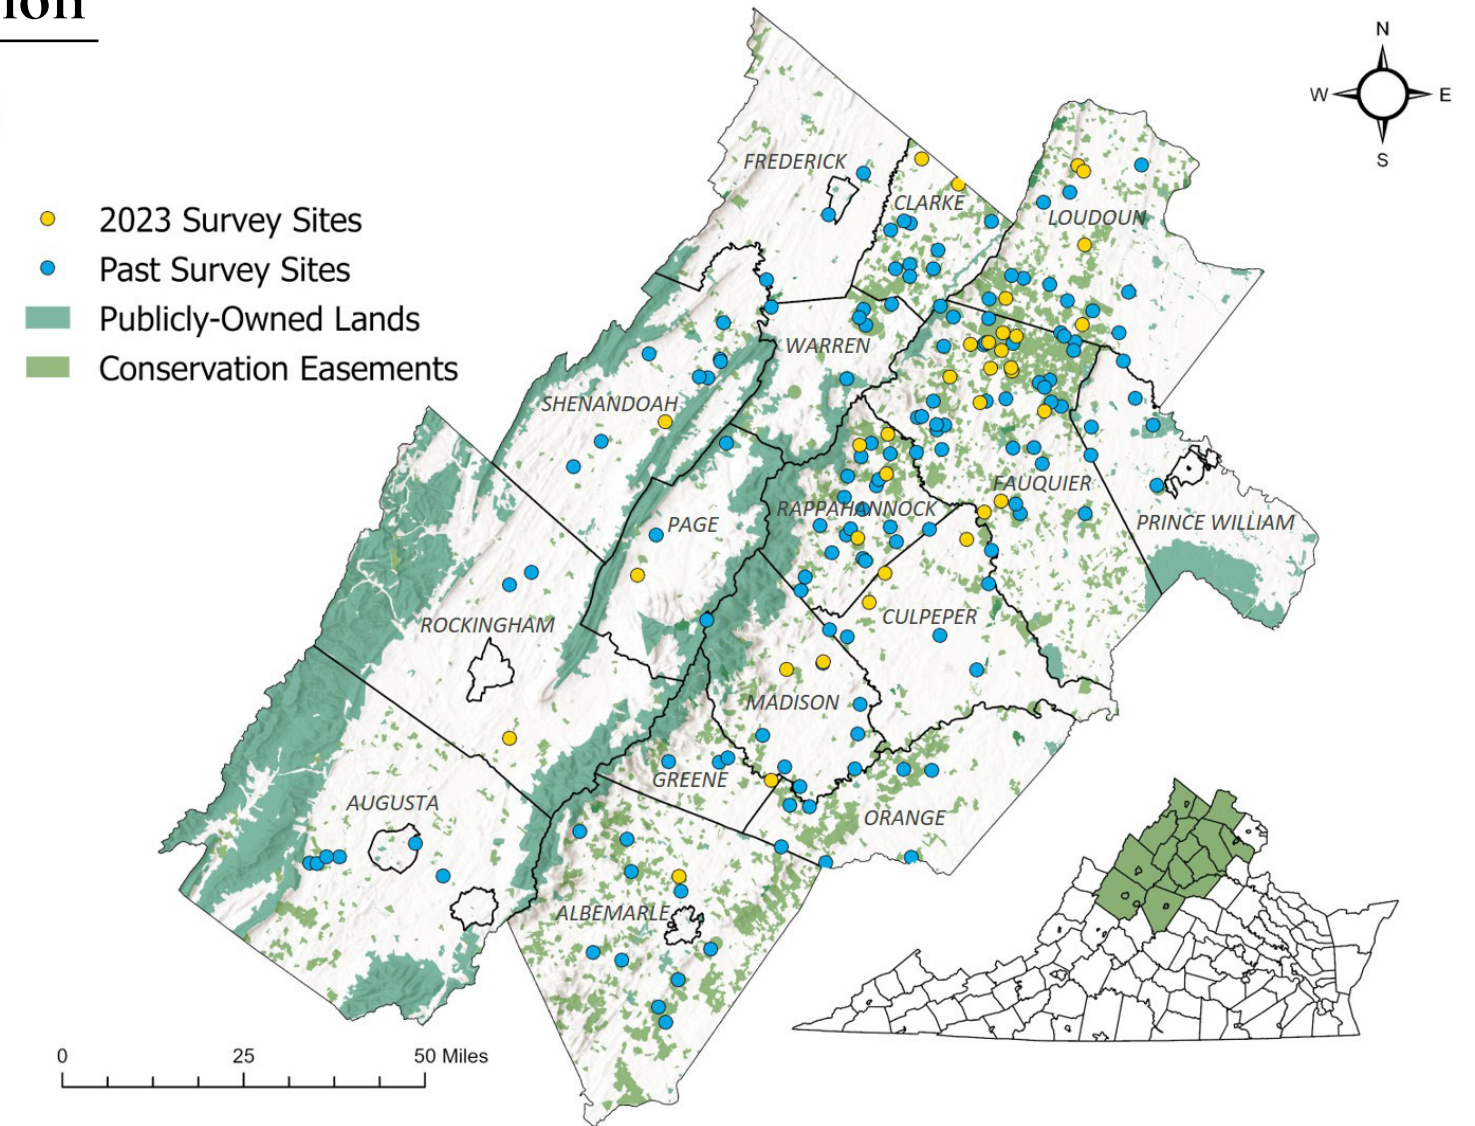 N
W E
S
2023 Survey Sites
Past Survey Sites
Publicly-Owned Lands
Conservation Easements
FREDERICK
CLARKE
LOUDOUN
WARREN
SHENANDOAH
FAUQUIER
RAPPAHANNOCK
PAGE
PRINCE WILLIAM
CULPEPER
ROCKINGHAM
MADISON
GREENE
AUGUSTA
ORANGE
ALBEMARLE
0 25 50 Miles